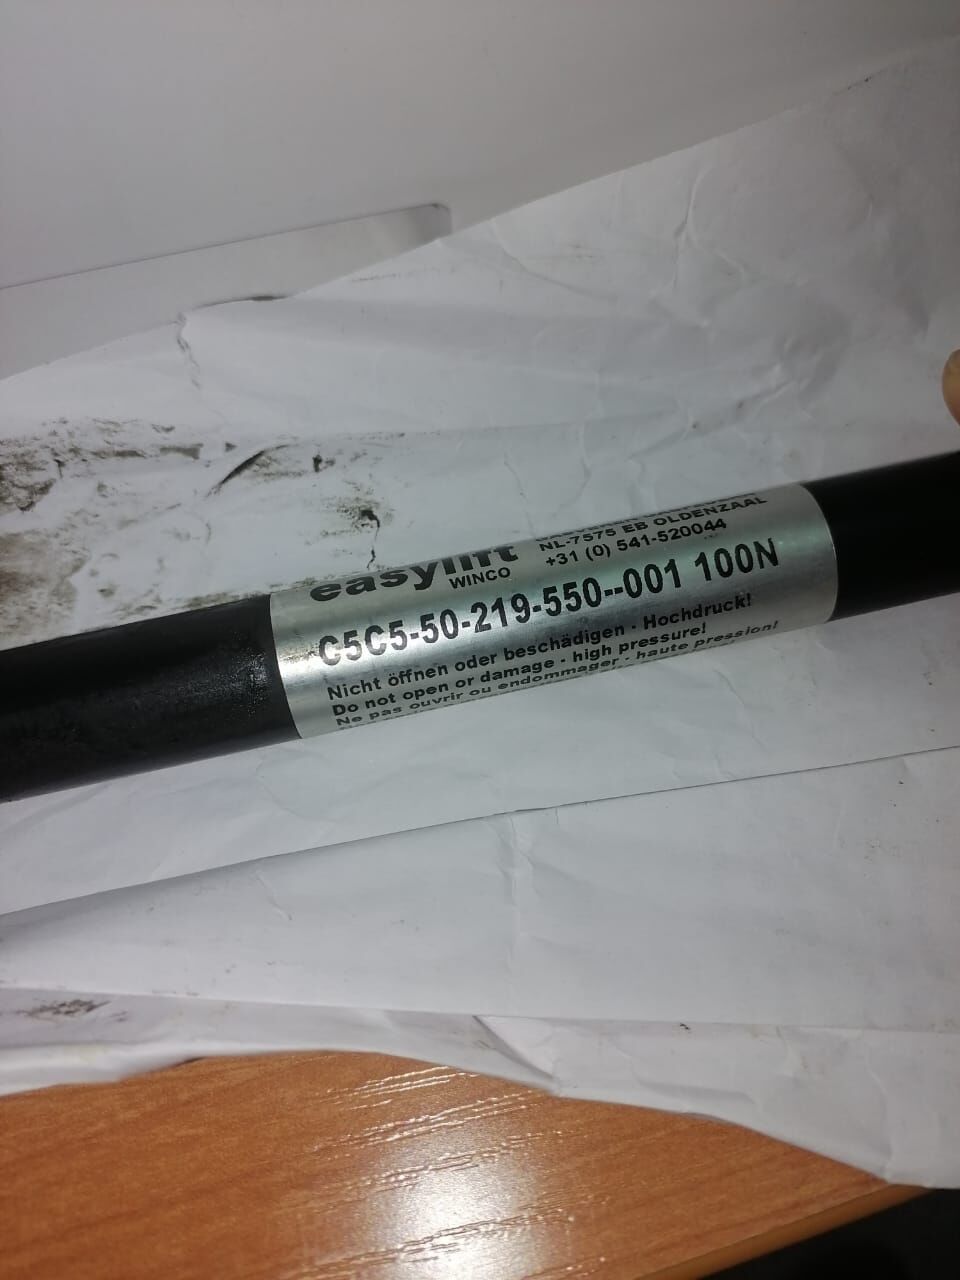 easylift
WINCO
NL-7575 EB OLDENZAAL
+31 (0) 541-520044
C5C5-50-219-550--001 100N
Nicht öffnen oder beschädigen - Hochdruck!
Do not open or damage - high pressure!
Ne pas ouvrir ou endommager - haute pression!